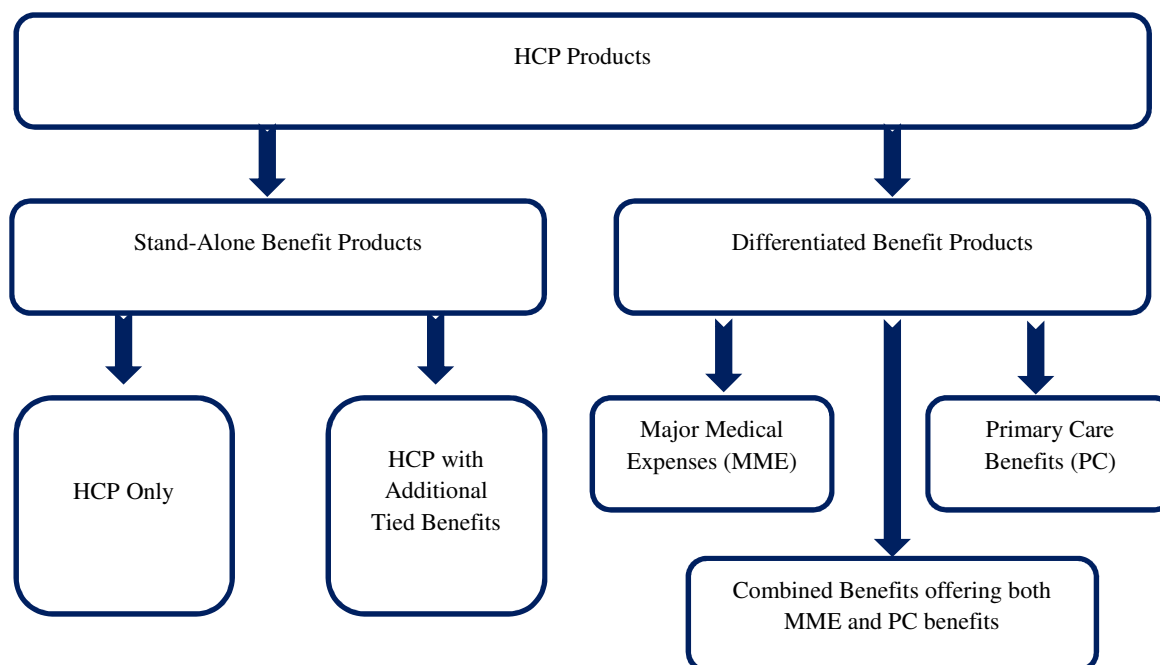 HCP Products
Stand-Alone Benefit Products
Differentiated Benefit Products
HCP Only
HCP with
Additional
Tied Benefits
Major Medical
Expenses (MME)
Primary Care
Benefits (PC)
Combined Benefits offering both
MME and PC benefits